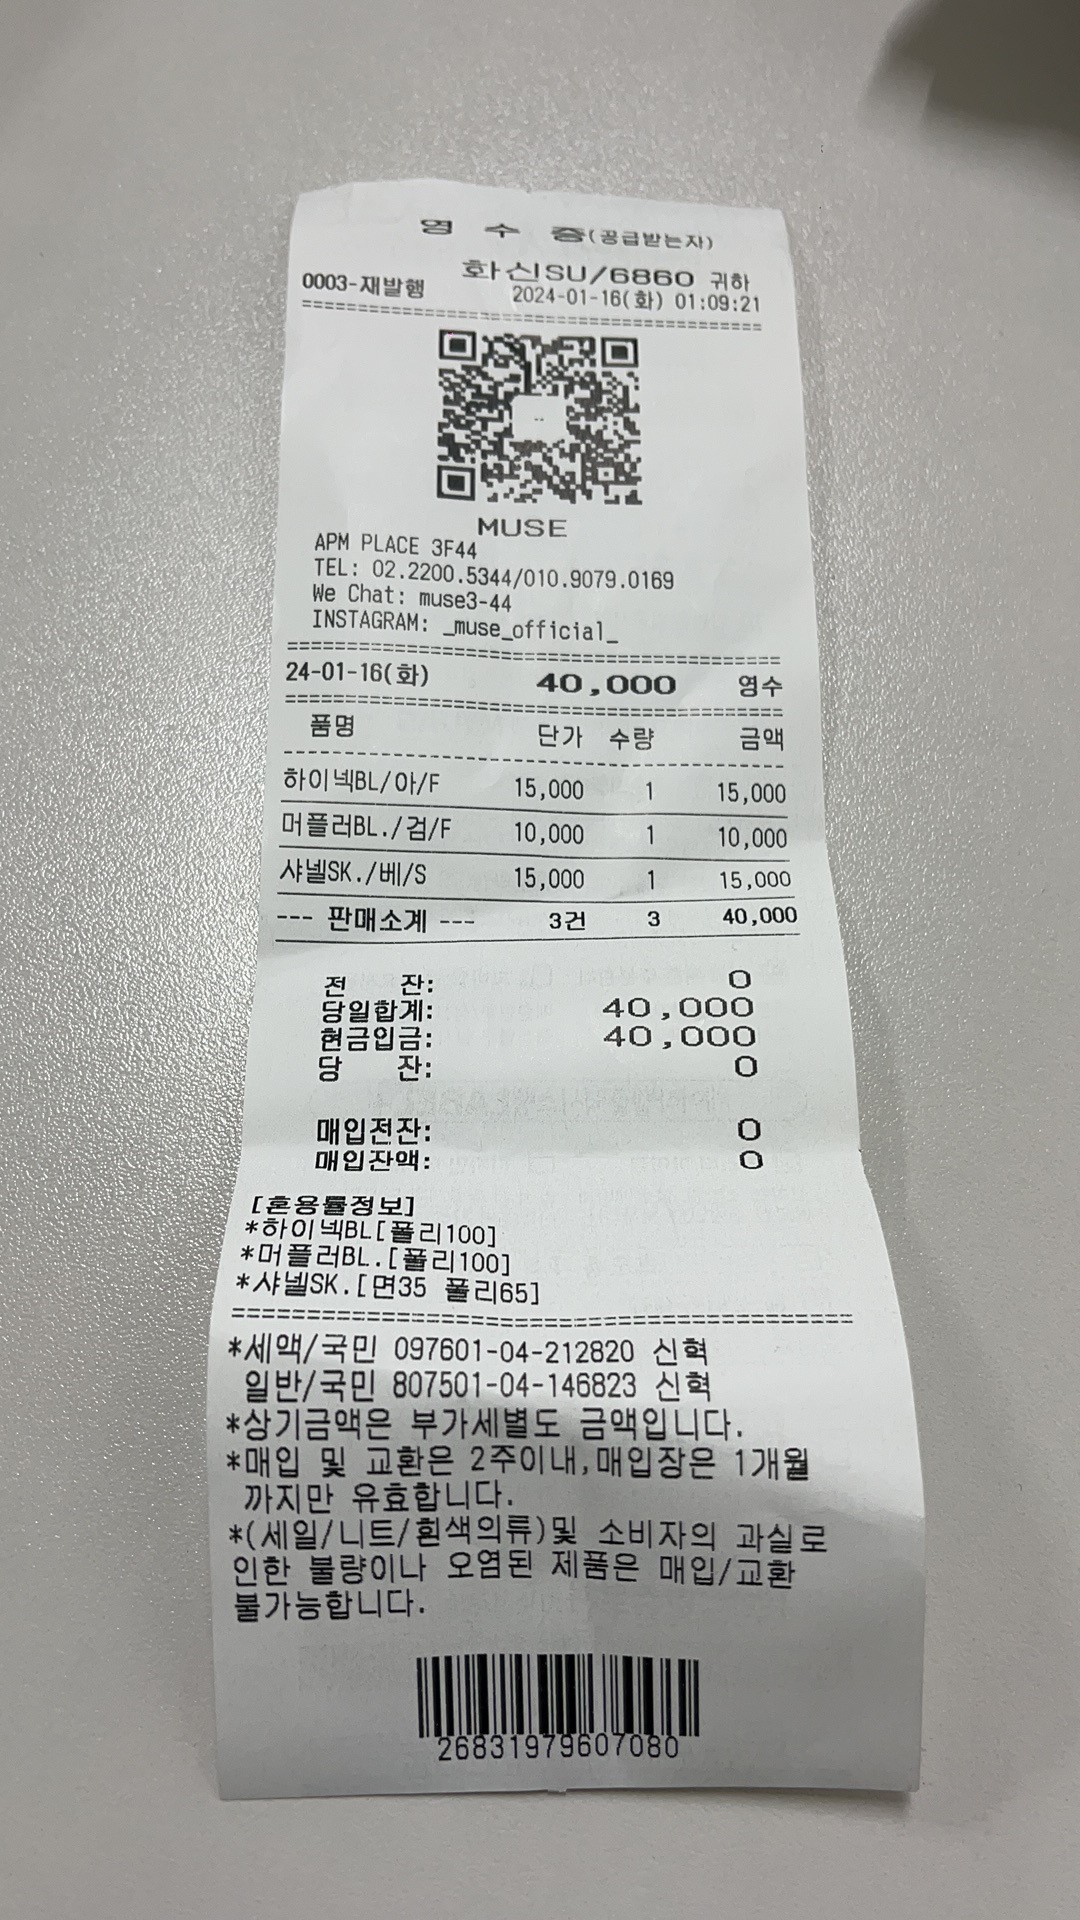 영 수 증(공급받는자)
화신SU/6860 귀하
0003-재발행 2024-01-16(화) 01:09:21
MUSE
APM PLACE 3F44
TEL: 02.2200.5344/010.9079.0169
We Chat: muse3-44
INSTAGRAM: _muse_official_
24-01-16(화) 40,000 영수
품명 단가 수량 금액
하이넥BL/아/F 15,000 1 15,000
머플러BL./검/F 10,000 1 10,000
샤넬SK./베/S 15,000 1 15,000
--- 판매소계 --- 3건 3 40,000
전 잔: 0
당일합계: 40,000
현금입금: 40,000
당 잔: 0
매입전잔: 0
매입잔액: 0
[혼용률정보]
*하이넥BL[폴리100]
*머플러BL.[폴리100]
*샤넬SK.[면35 폴리65]
*세액/국민 097601-04-212820 신혁
일반/국민 807501-04-146823 신혁
*상기금액은 부가세별도 금액입니다.
*매입 및 교환은 2주이내,매입장은 1개월
까지만 유효합니다.
*(세일/니트/흰색의류)및 소비자의 과실로
인한 불량이나 오염된 제품은 매입/교환
불가능합니다.
26831979607080